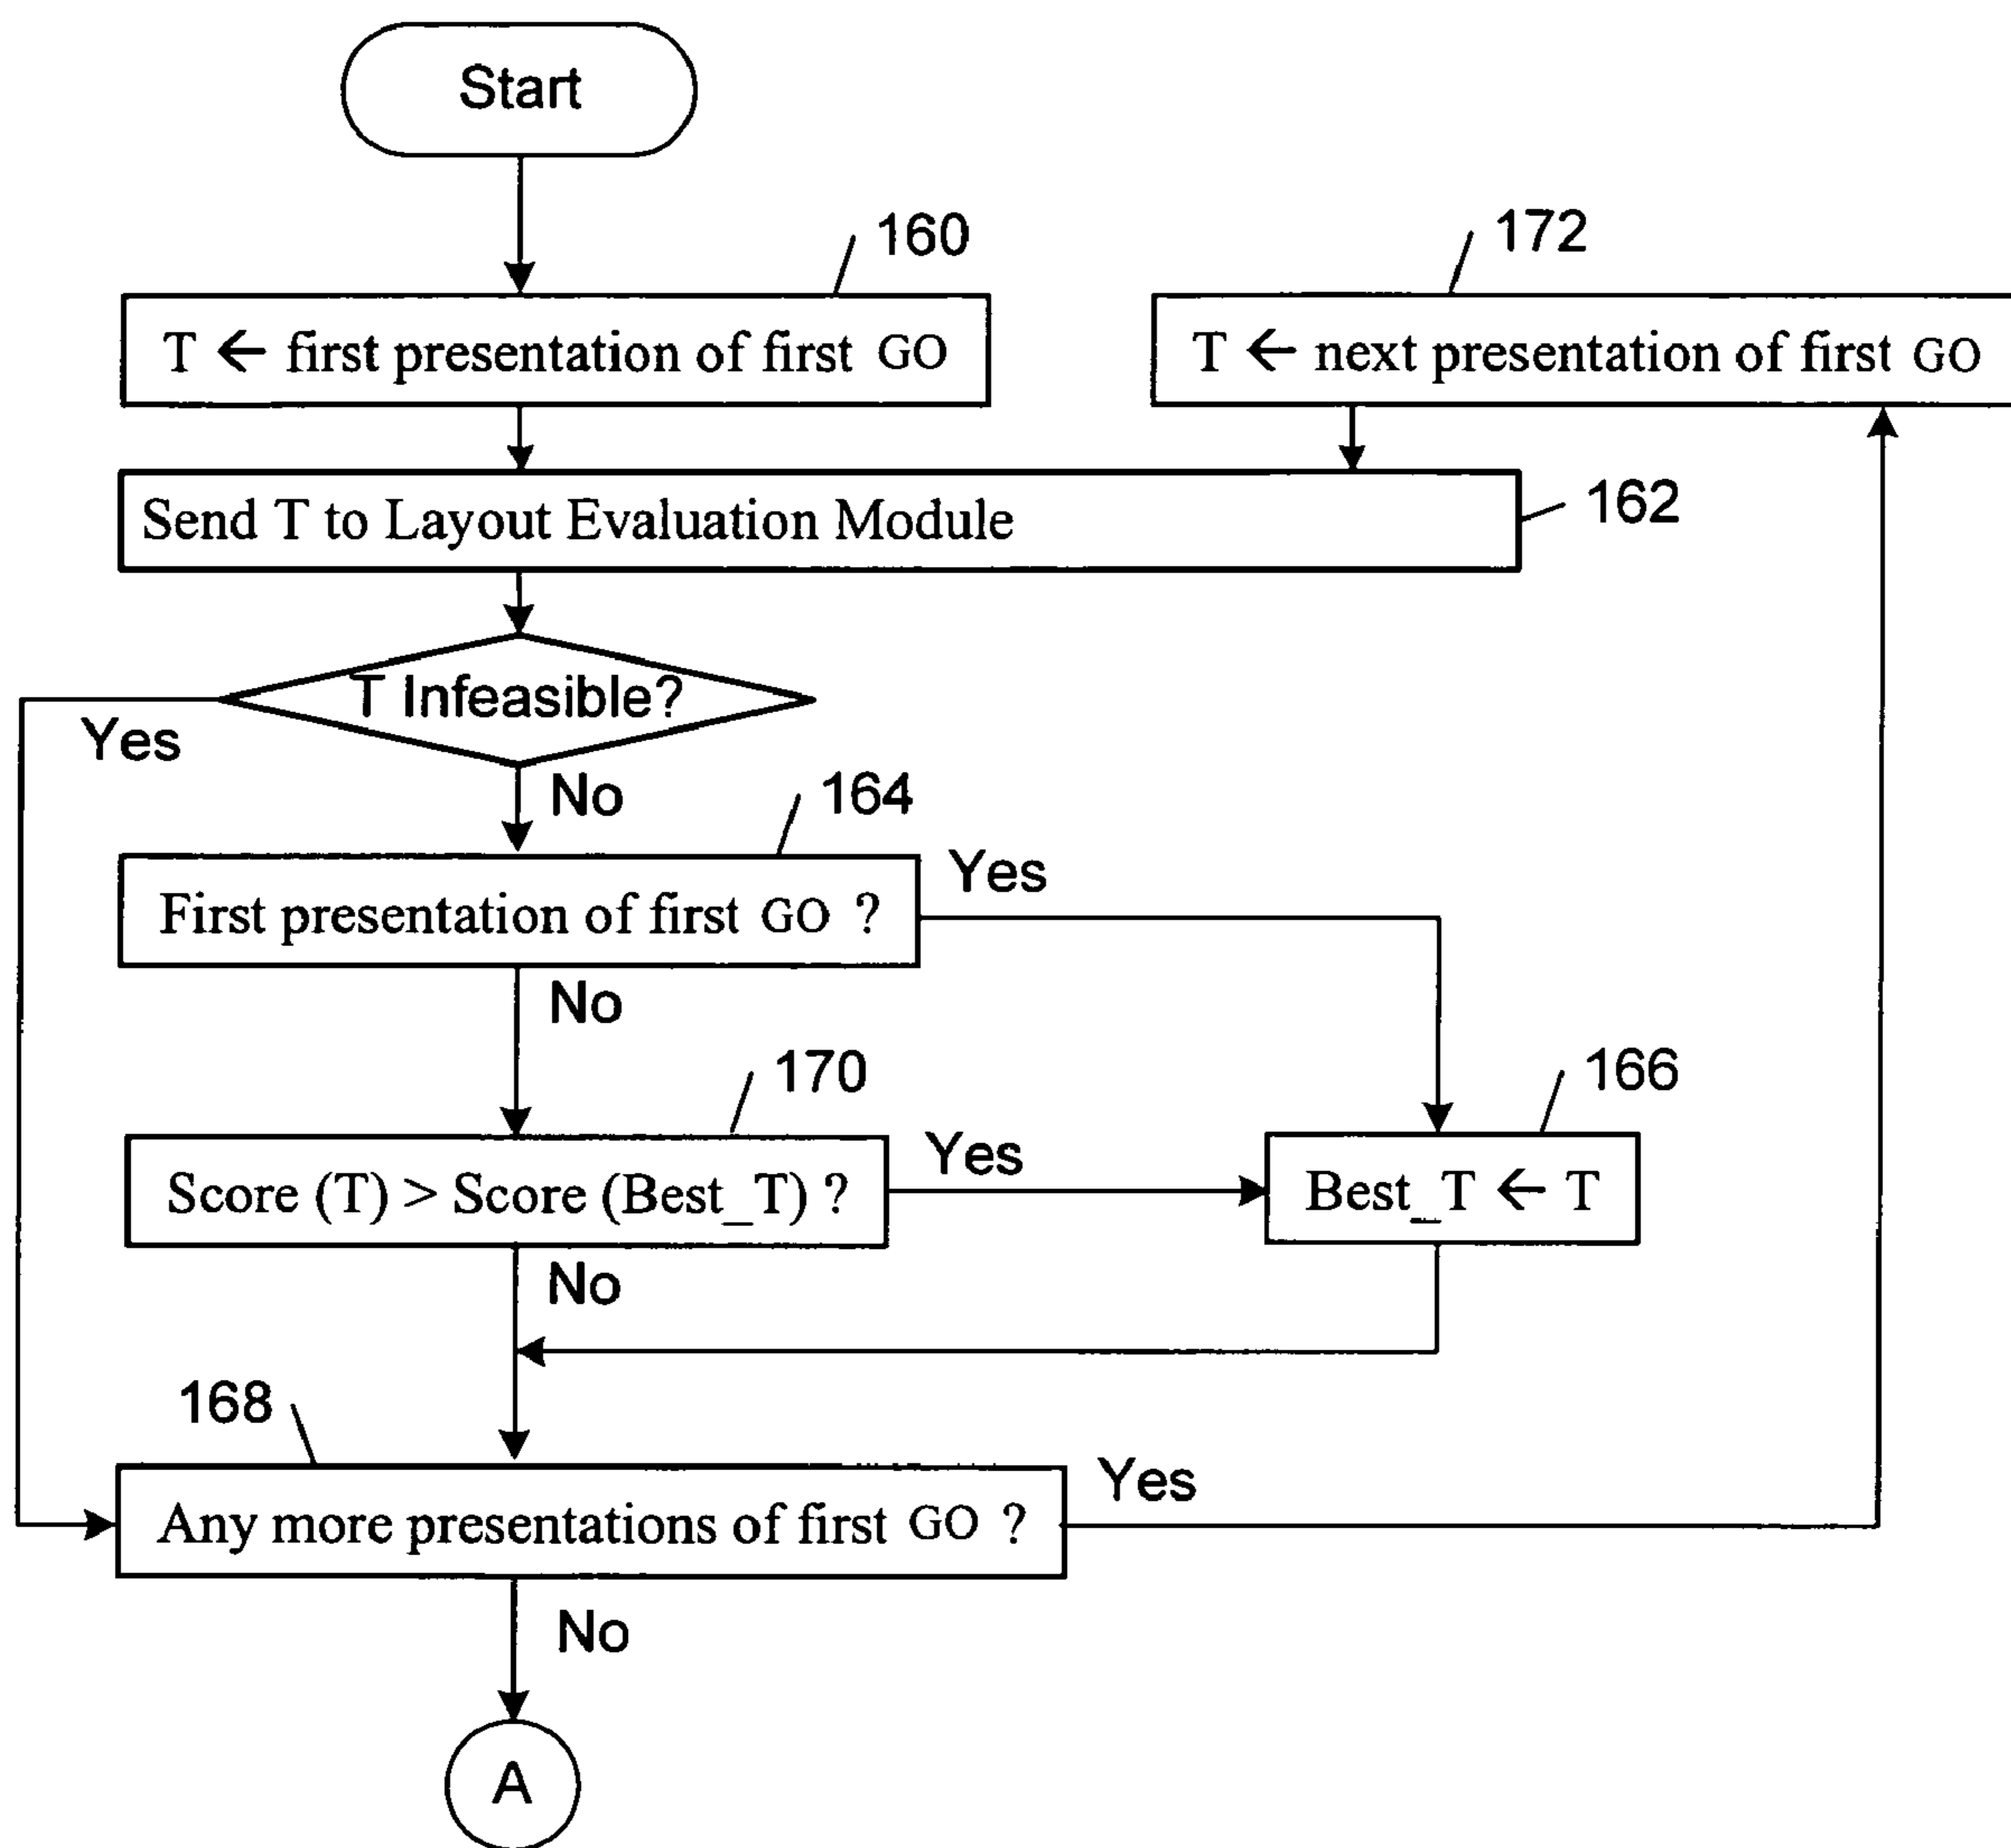 Start
160
172
T ← first presentation of first GO
T ← next presentation of first GO
Send T to Layout Evaluation Module
162
T Infeasible?
Yes
No
164
First presentation of first GO ?
Yes
No
170
166
Score (T) > Score (Best_T) ?
Yes
Best_T ← T
No
168
Any more presentations of first GO ?
Yes
No
A